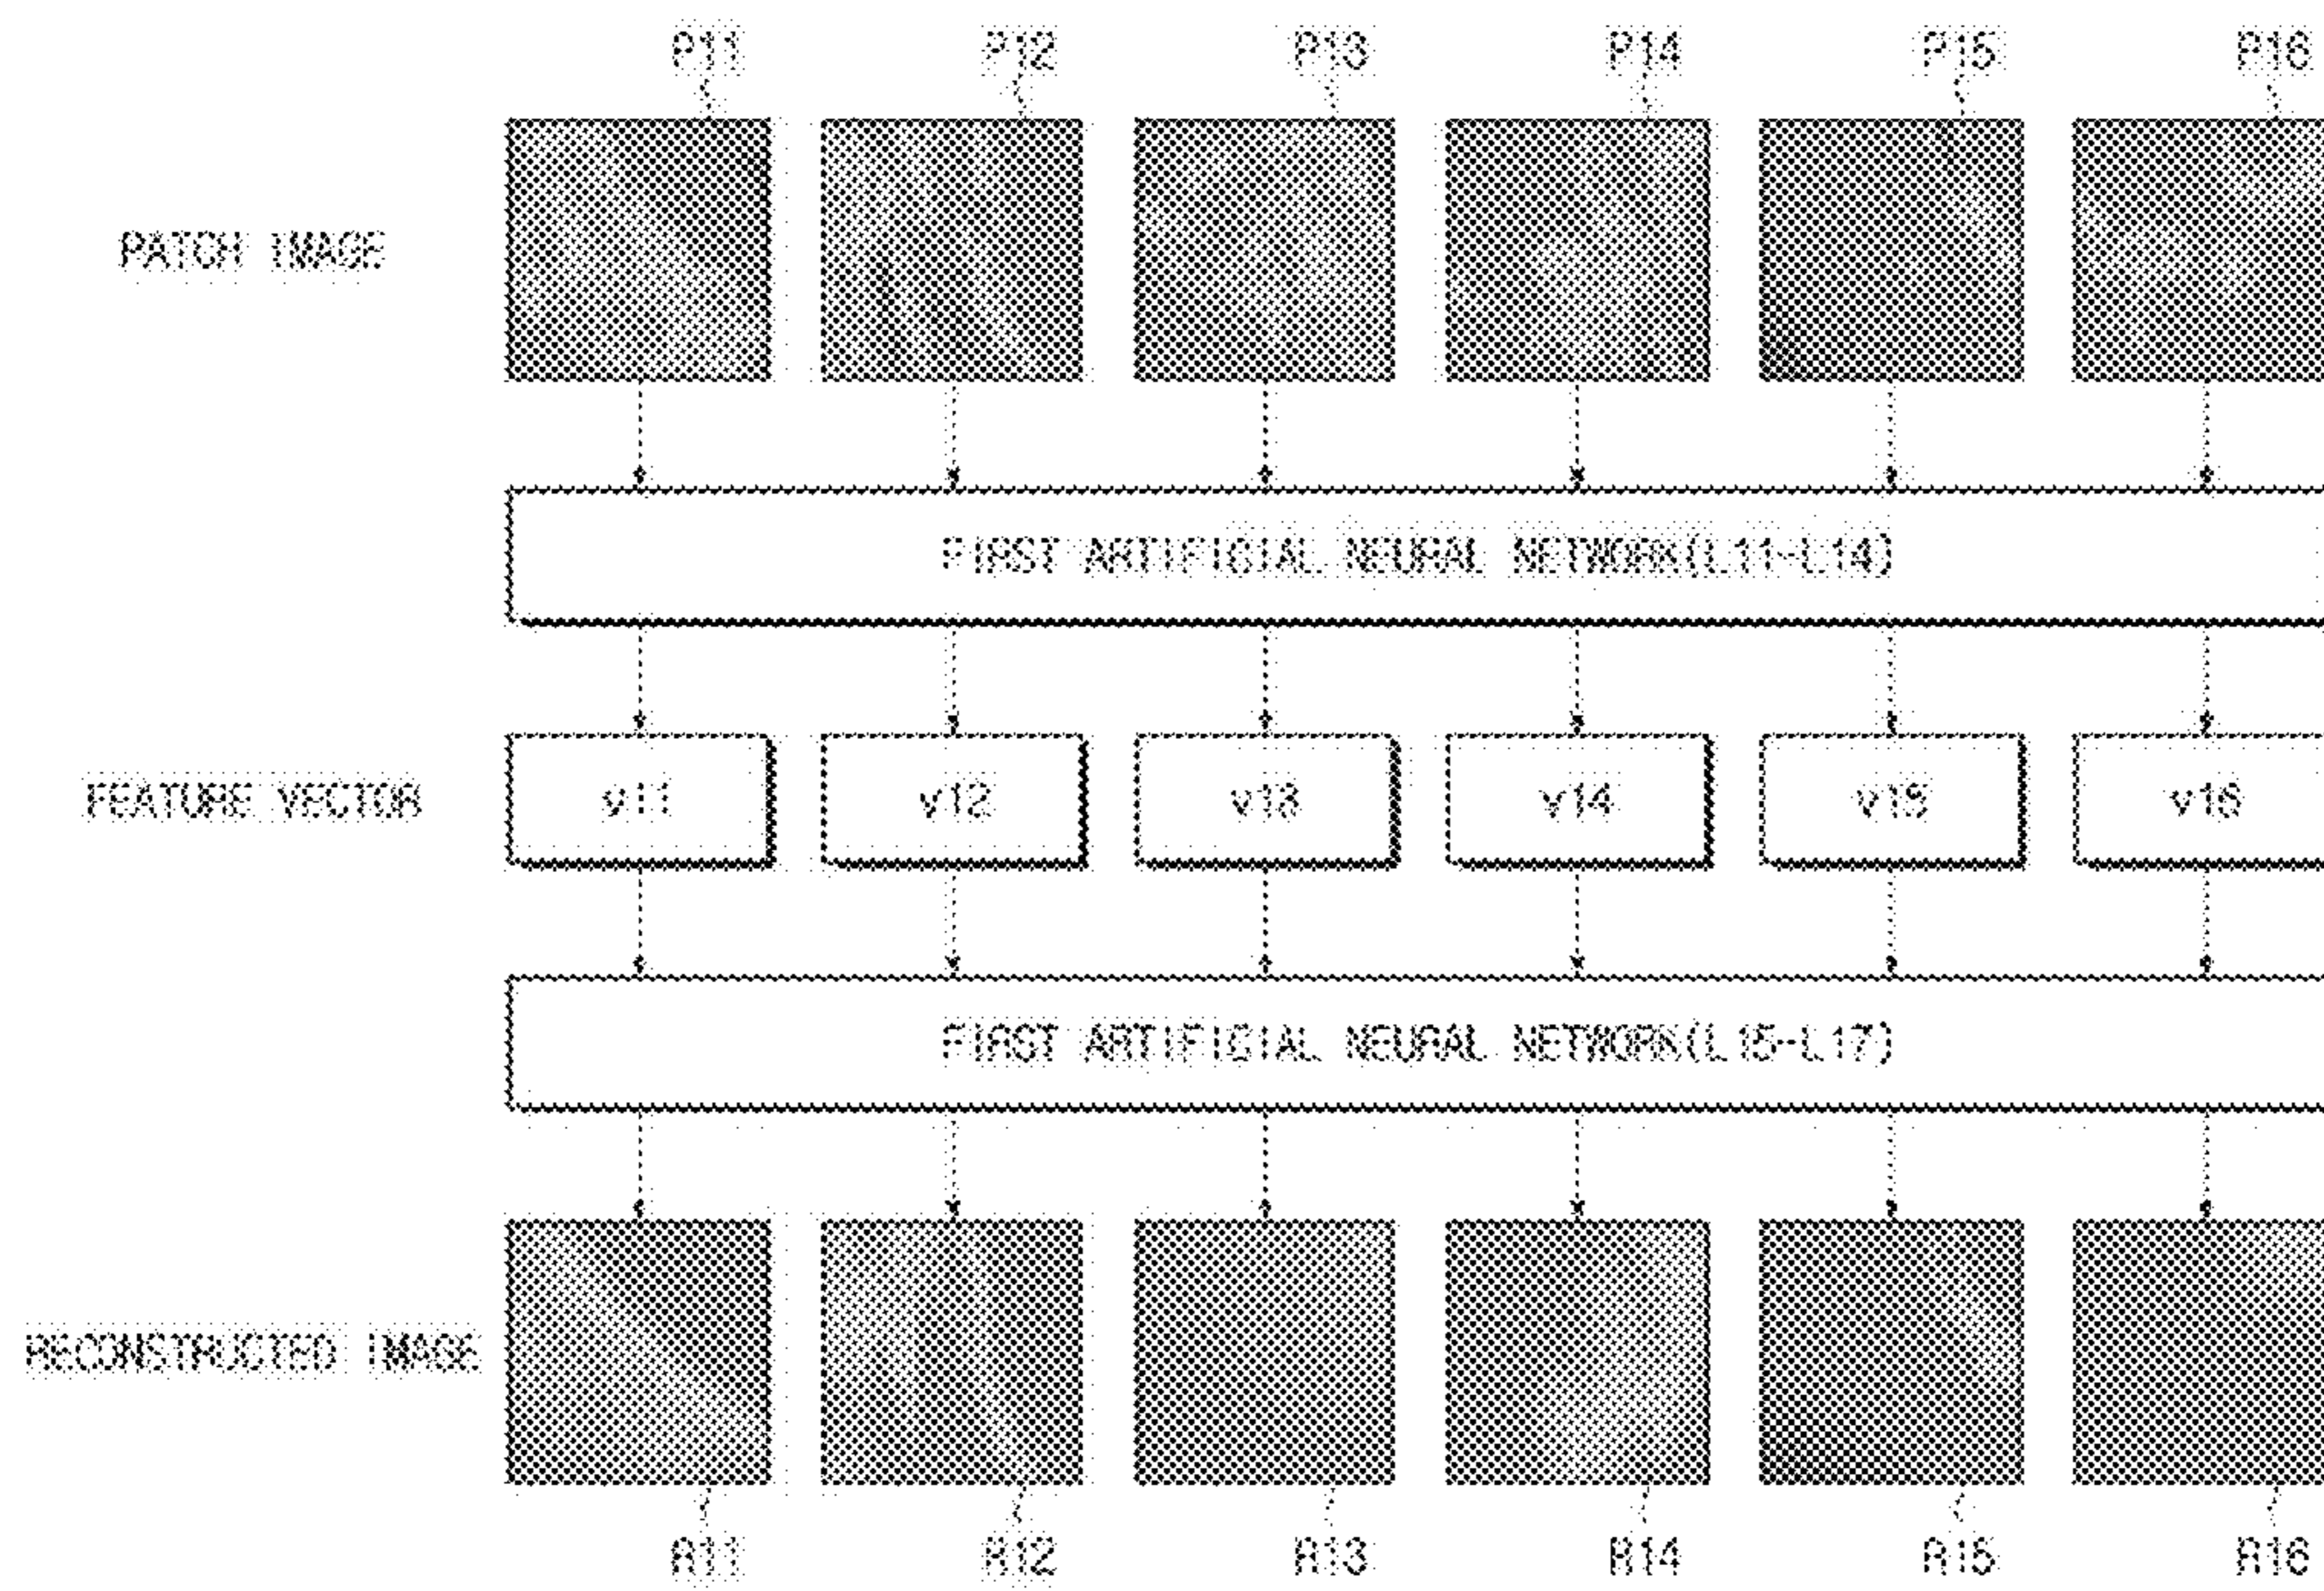 P11 P12 P13 P14 P15 P16
PATCH IMAGE
FIRST ARTIFICIAL NEURAL NETWORK(L11~L14)
FEATURE VECTOR v11 v12 v13 v14 v15 v16
FIRST ARTIFICIAL NEURAL NETWORK(L15~L17)
RECONSTRUCTED IMAGE
R11 R12 R13 R14 R15 R16